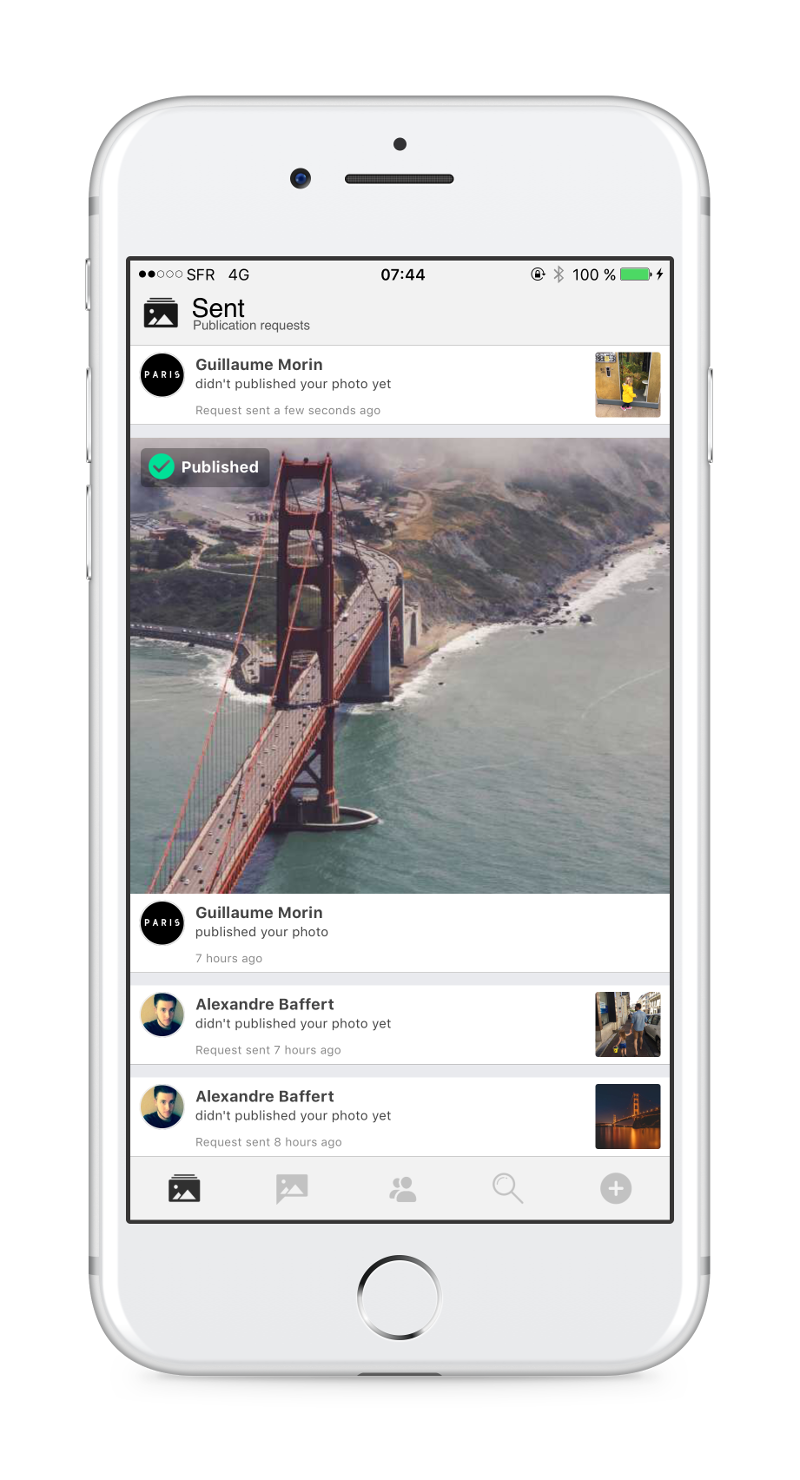 SFR 4G 07:44 100 %
Sent
Publication requests
PARIS
Guillaume Morin
didn't published your photo yet
Request sent a few seconds ago
Published
PARIS
Guillaume Morin
published your photo
7 hours ago
Alexandre Baffert
didn't published your photo yet
Request sent 7 hours ago
Alexandre Baffert
didn't published your photo yet
Request sent 8 hours ago